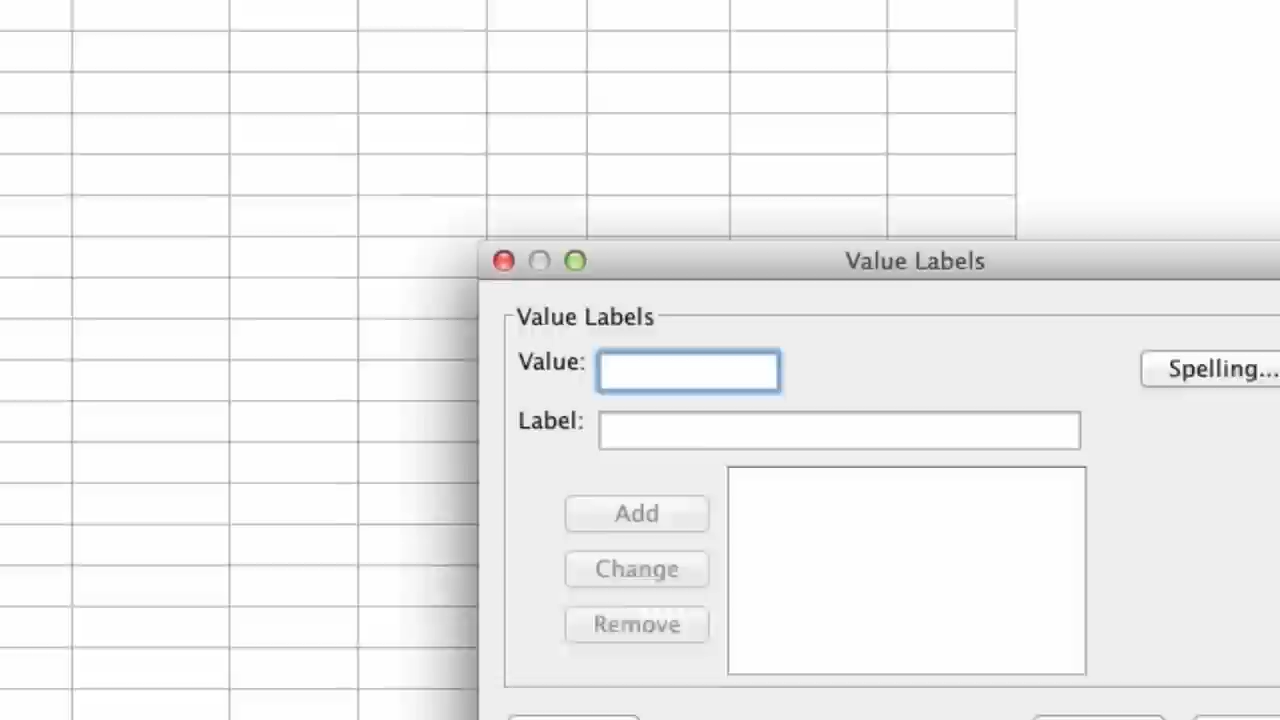 Value Labels
Value Labels
Value:
Spelling...
Label:
Add
Change
Remove